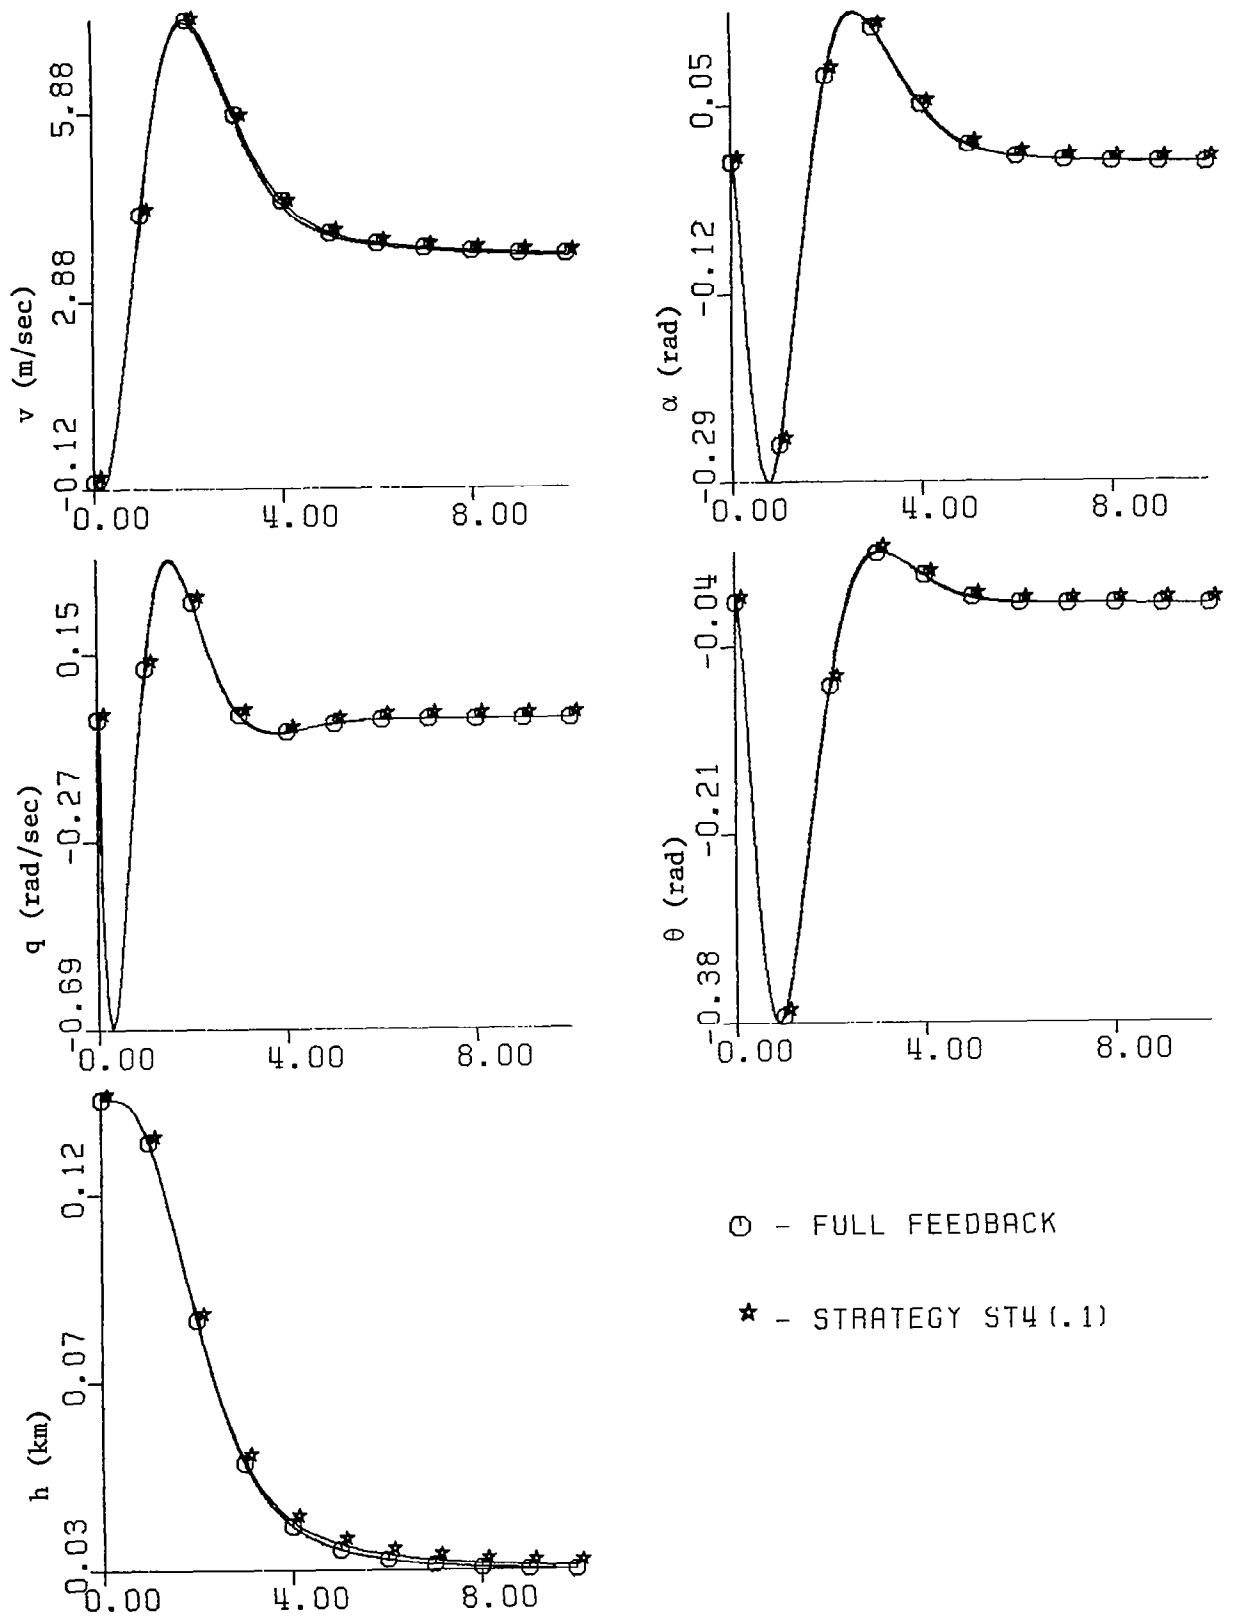 5.88
2.88
-0.12
v (m/sec)
0.00 4.00 8.00
0.05
-0.12
-0.29
α (rad)
0.00 4.00 8.00
0.15
-0.27
-0.69
q (rad/sec)
0.00 4.00 8.00
-0.04
-0.21
-0.38
θ (rad)
0.00 4.00 8.00
0.12
0.07
0.03
h (km)
0.00 4.00 8.00
- FULL FEEDBACK
- STRATEGY ST4(.1)